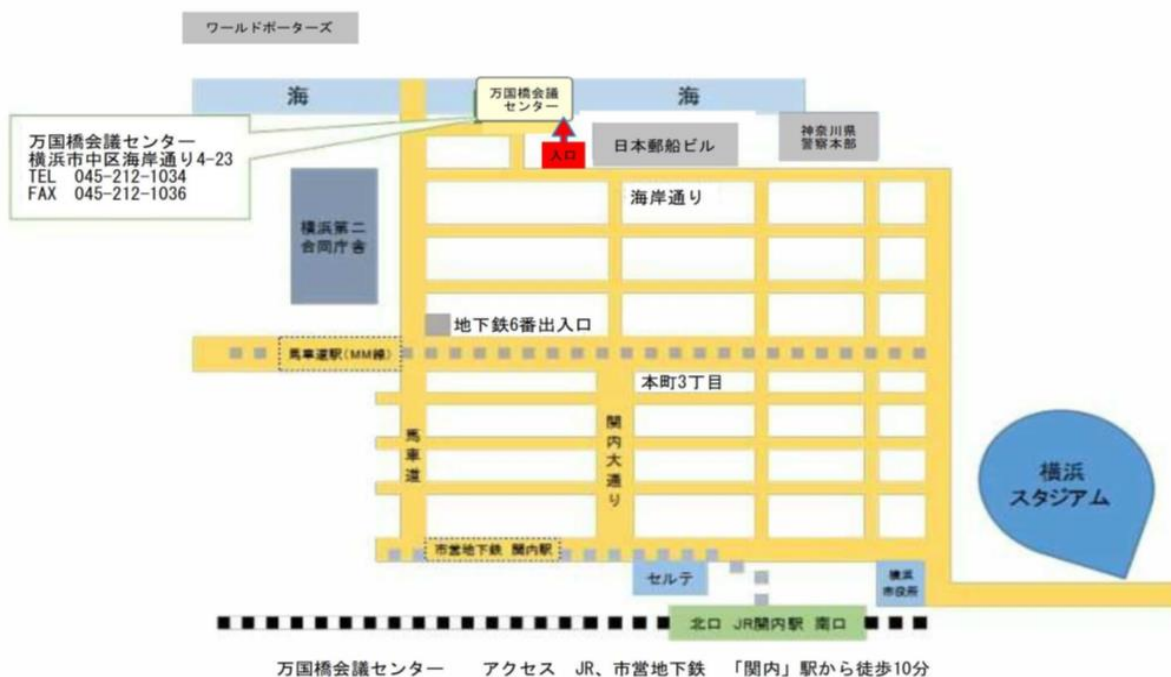 ワールドポーターズ
海
万国橋会議
センター
海
万国橋会議センター
横浜市中区海岸通り4-23
TEL 045-212-1034
FAX 045-212-1036
入口
日本郵船ビル
神奈川県
警察本部
海岸通り
横浜第二
合同庁舎
地下鉄6番出入口
馬車道駅(MM線)
本町3丁目
馬車道
関内大通り
横浜
スタジアム
市営地下鉄 関内駅
セルテ
横浜
市役所
北口 JR関内駅 南口
万国橋会議センター アクセス JR、市営地下鉄 「関内」駅から徒歩10分